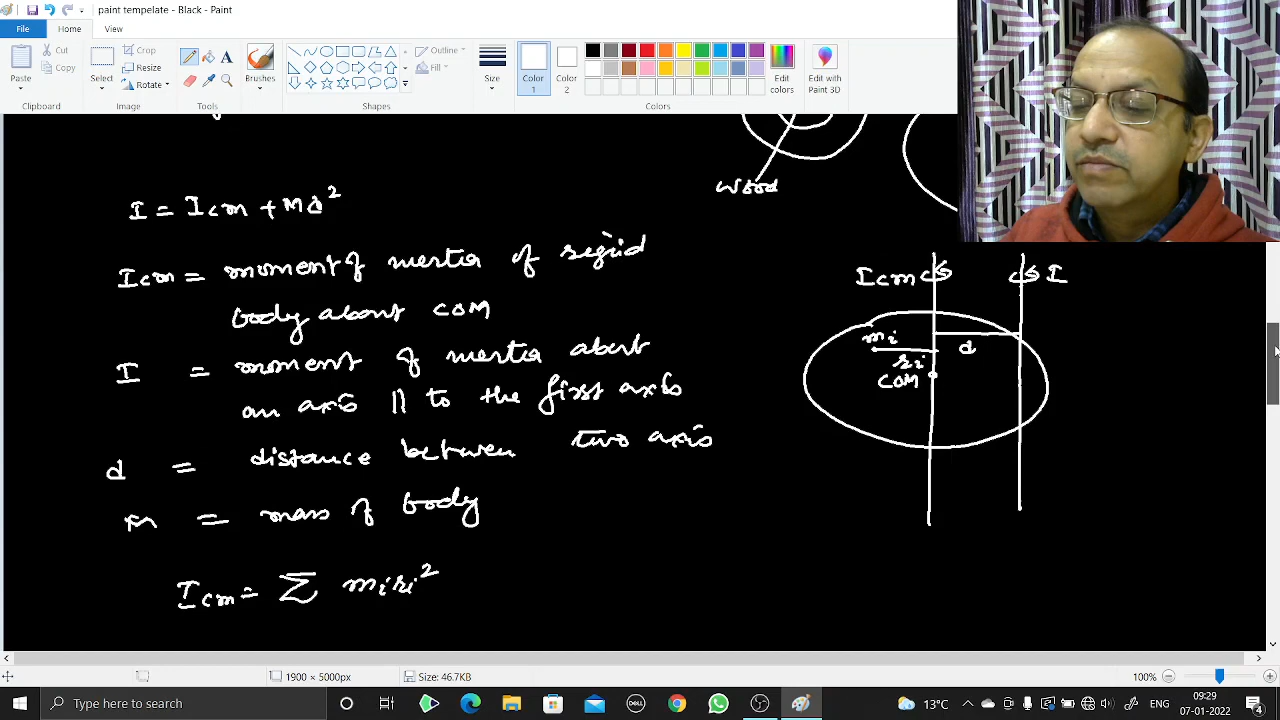 paint template - Black - Paint
File Home View
Paste Cut Copy Clipboard
Select Crop Resize Rotate Image
Tools
Brushes
Outline Fill Shapes
Size
Color 1 Color 2 Edit colors Colors
Edit with Paint 3D
wood
I = Icm + Md²
Icm = moment of inertia of regid
body about COM
I = moment of inertia about
an axis || to the first axis
d = distance between two axis
m = mass of body
Icm = Σ miri²
Icm I
mi
d
ri
COM
1900 × 5000px Size: 46.7KB 100%
Type here to search
DELL
13°C ENG 09:29
07-01-2022